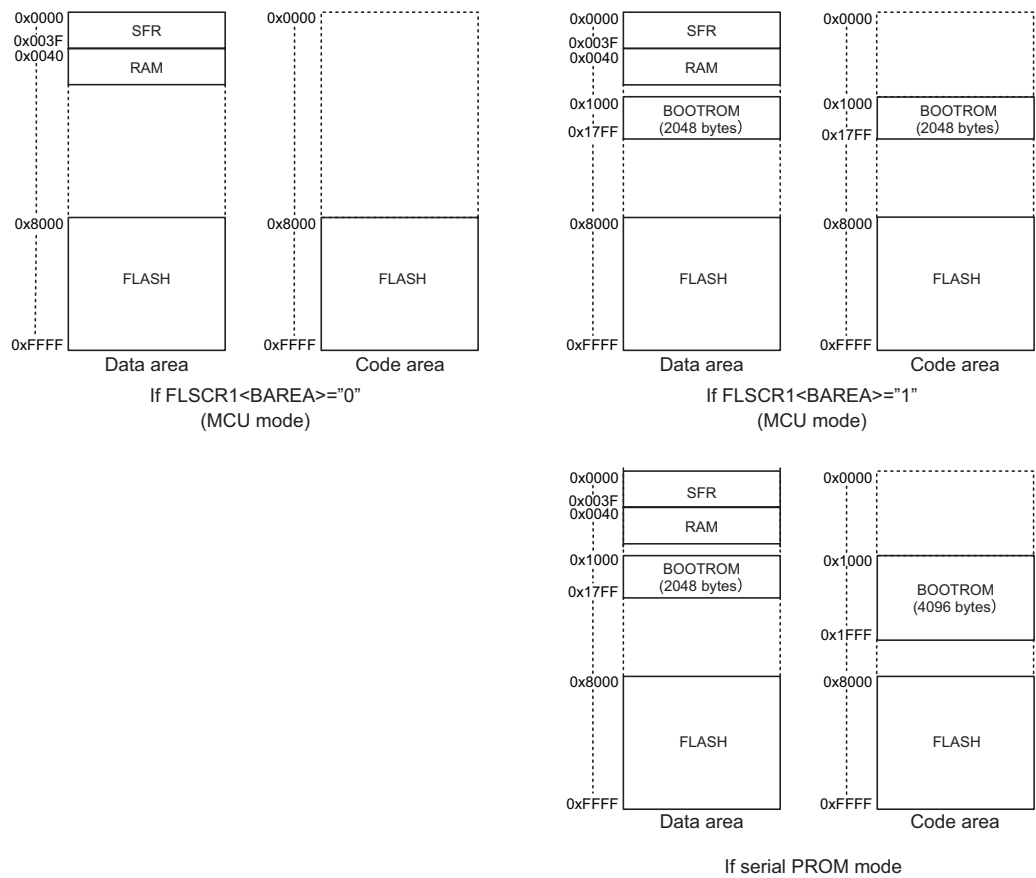 0x0000
SFR
0x003F
0x0040
RAM
0x8000
FLASH
0xFFFF
Data area
0x0000
0x8000
FLASH
0xFFFF
Code area
If FLSCR1<BAREA>="0"
(MCU mode)
0x0000
SFR
0x003F
0x0040
RAM
0x1000
BOOTROM
(2048 bytes)
0x17FF
0x8000
FLASH
0xFFFF
Data area
0x0000
0x1000
BOOTROM
(2048 bytes)
0x17FF
0x8000
FLASH
0xFFFF
Code area
If FLSCR1<BAREA>="1"
(MCU mode)
0x0000
SFR
0x003F
0x0040
RAM
0x1000
BOOTROM
(2048 bytes)
0x17FF
0x8000
FLASH
0xFFFF
Data area
0x0000
0x1000
BOOTROM
(4096 bytes)
0x1FFF
0x8000
FLASH
0xFFFF
Code area
If serial PROM mode